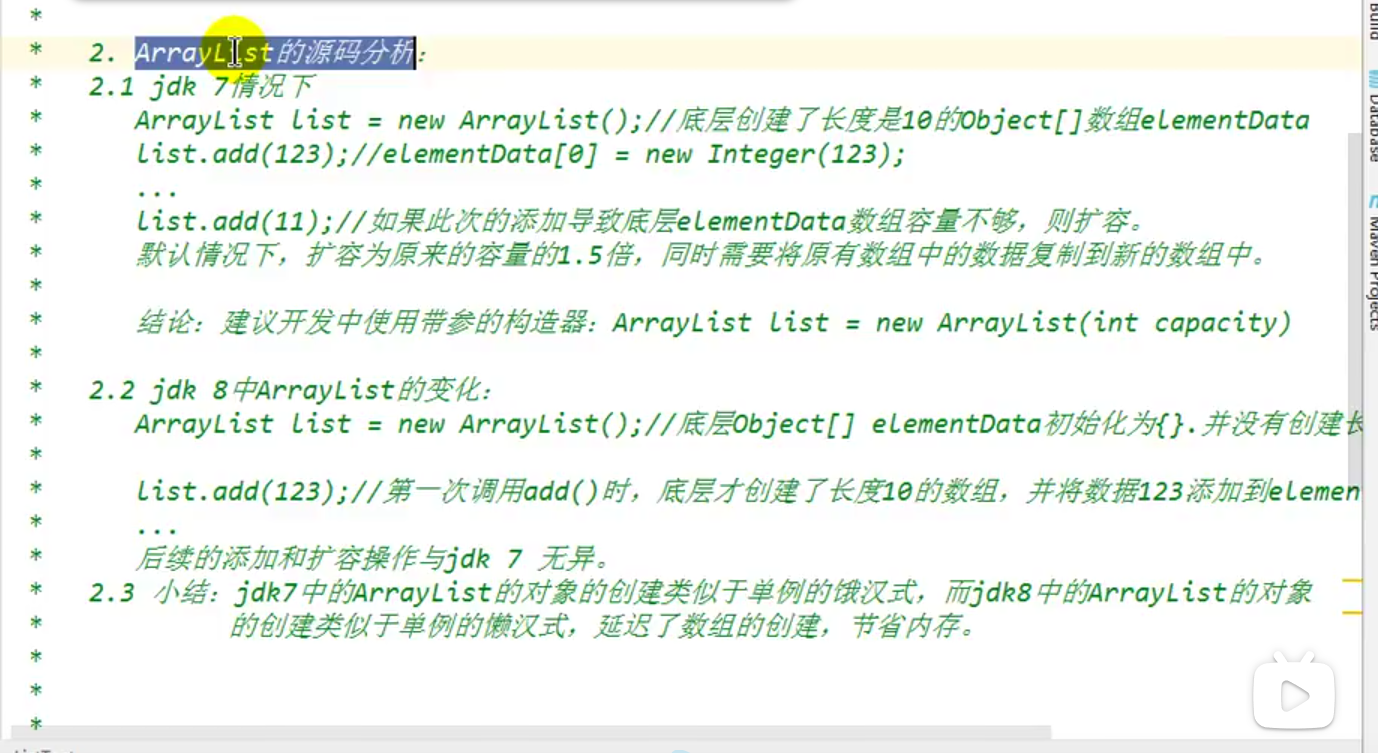 *
* 2. ArrayList的源码分析：
* 2.1 jdk 7情况下
* ArrayList list = new ArrayList();//底层创建了长度是10的Object[]数组elementData
* list.add(123);//elementData[0] = new Integer(123);
* ...
* list.add(11);//如果此次的添加导致底层elementData数组容量不够，则扩容。
* 默认情况下，扩容为原来的容量的1.5倍，同时需要将原有数组中的数据复制到新的数组中。
*
* 结论：建议开发中使用带参的构造器：ArrayList list = new ArrayList(int capacity)
*
* 2.2 jdk 8中ArrayList的变化：
* ArrayList list = new ArrayList();//底层Object[] elementData初始化为{}.并没有创建长
*
* list.add(123);//第一次调用add()时，底层才创建了长度10的数组，并将数据123添加到elemen
* ...
* 后续的添加和扩容操作与jdk 7 无异。
* 2.3 小结：jdk7中的ArrayList的对象的创建类似于单例的饿汉式，而jdk8中的ArrayList的对象
* 的创建类似于单例的懒汉式，延迟了数组的创建，节省内存。
*
*
*
Build
Database
Maven Projects